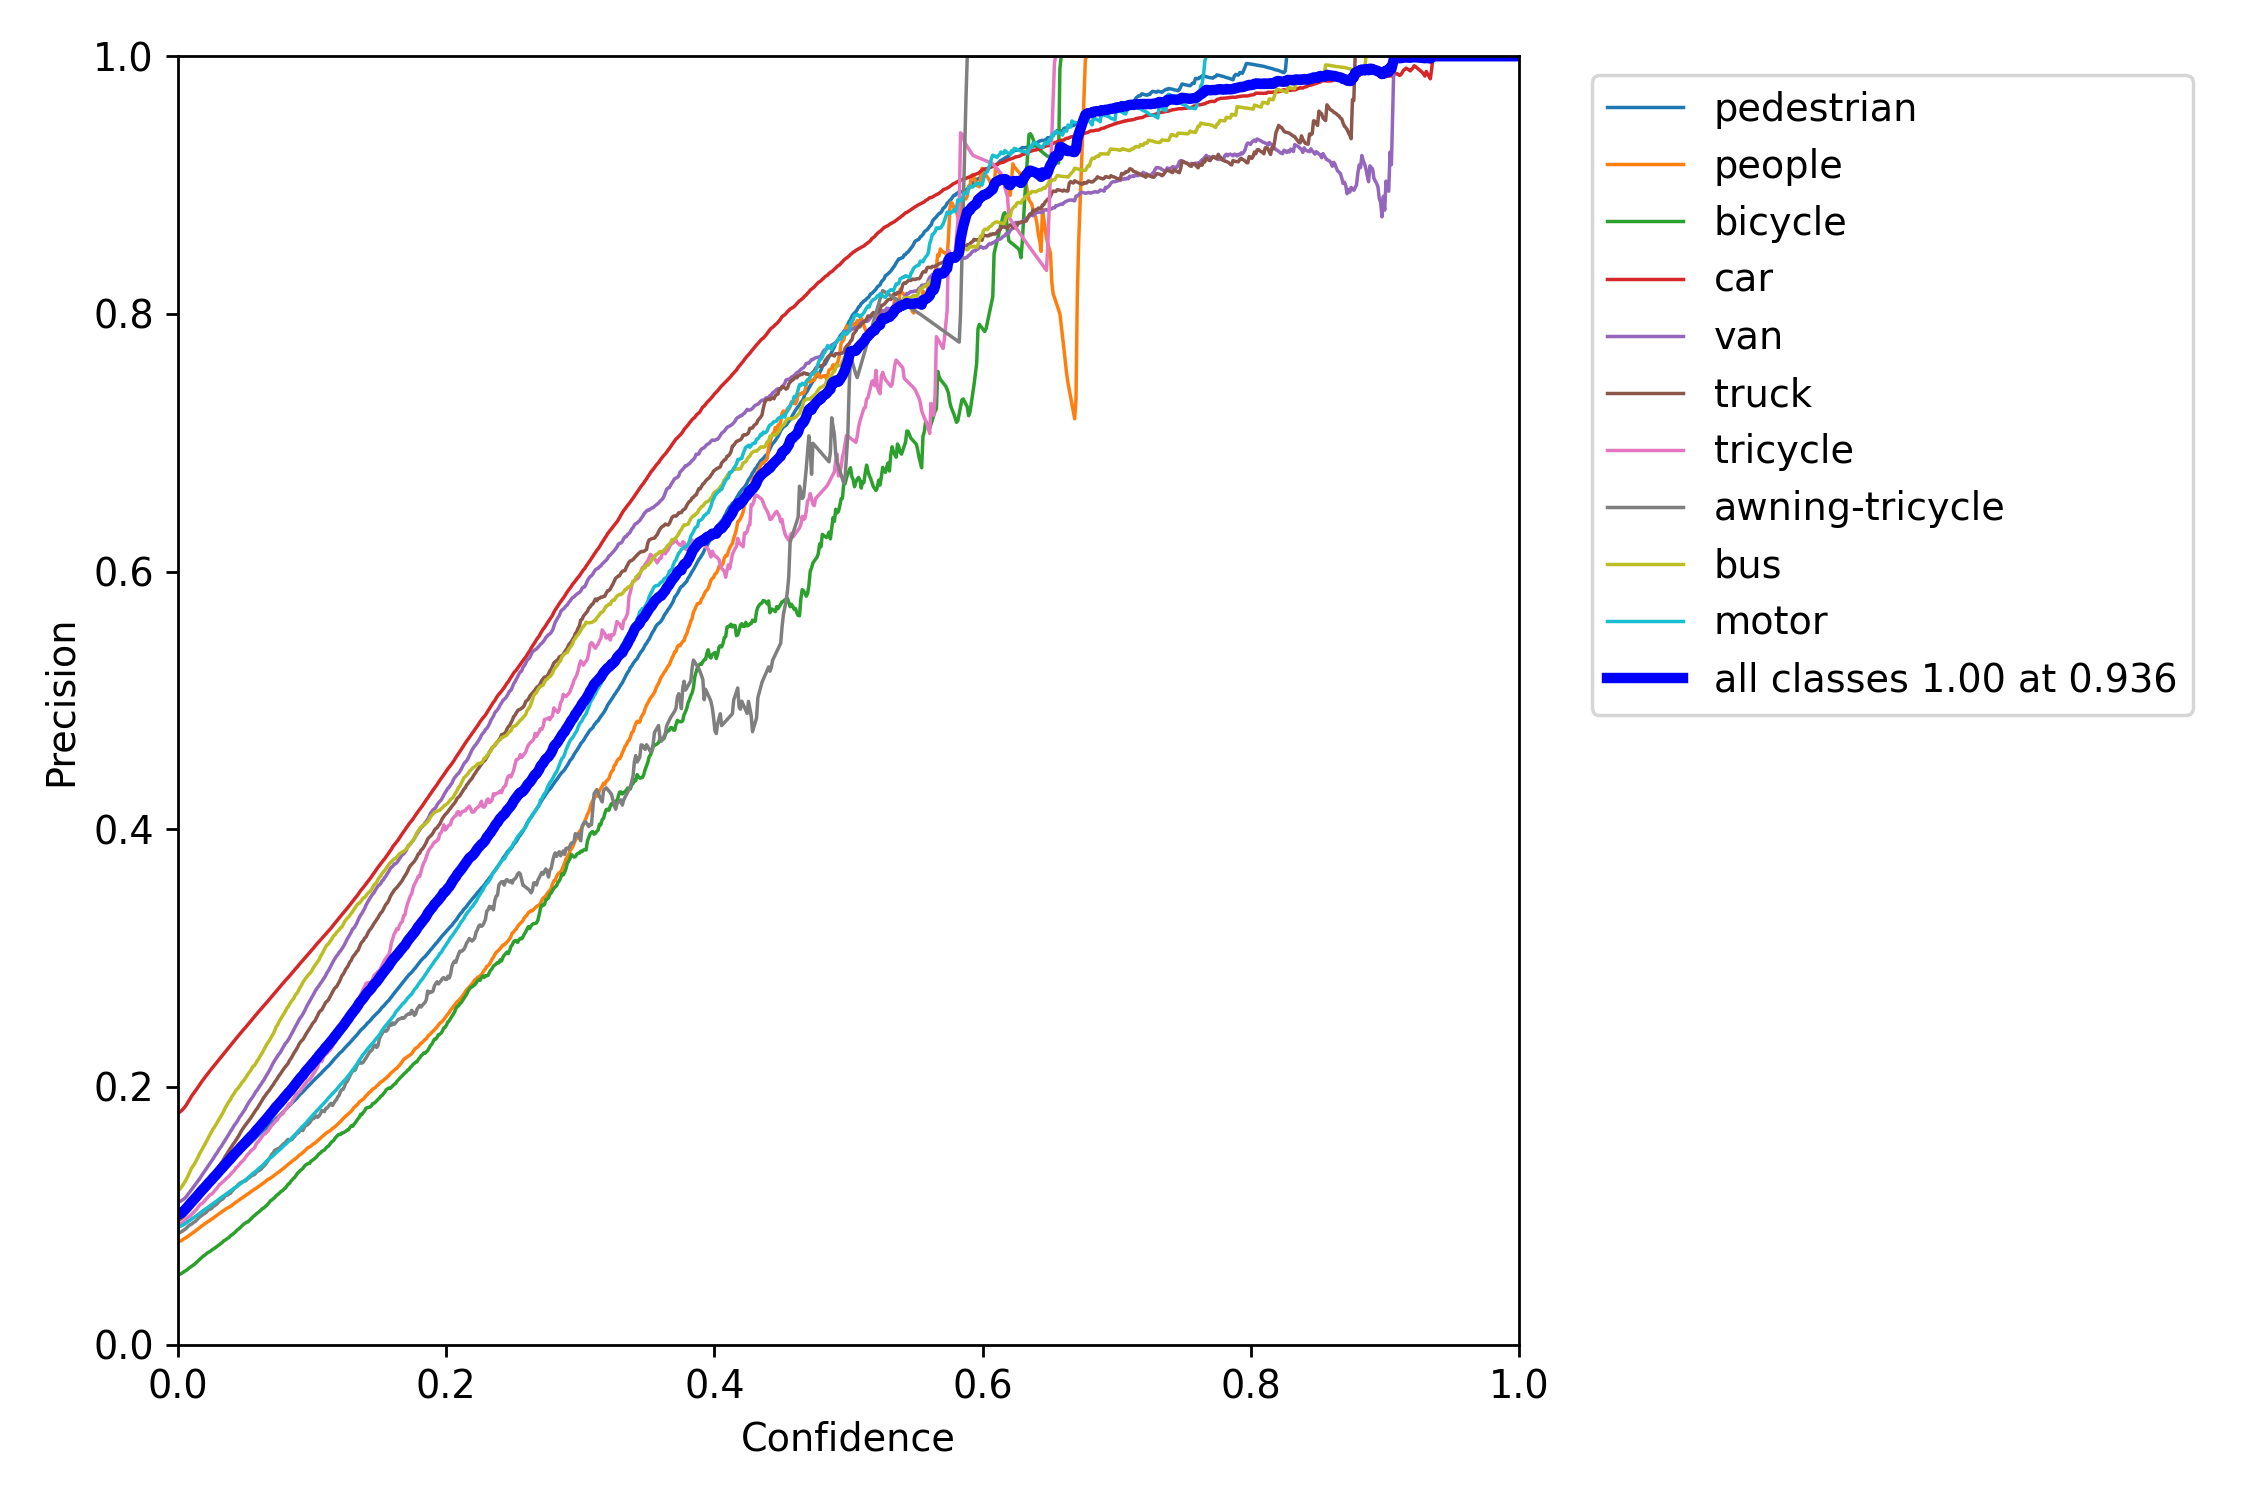 1.0
0.8
0.6
0.4
0.2
0.0
0.0 0.2 0.4 0.6 0.8 1.0
Precision
Confidence
pedestrian
people
bicycle
car
van
truck
tricycle
awning-tricycle
bus
motor
all classes 1.00 at 0.936